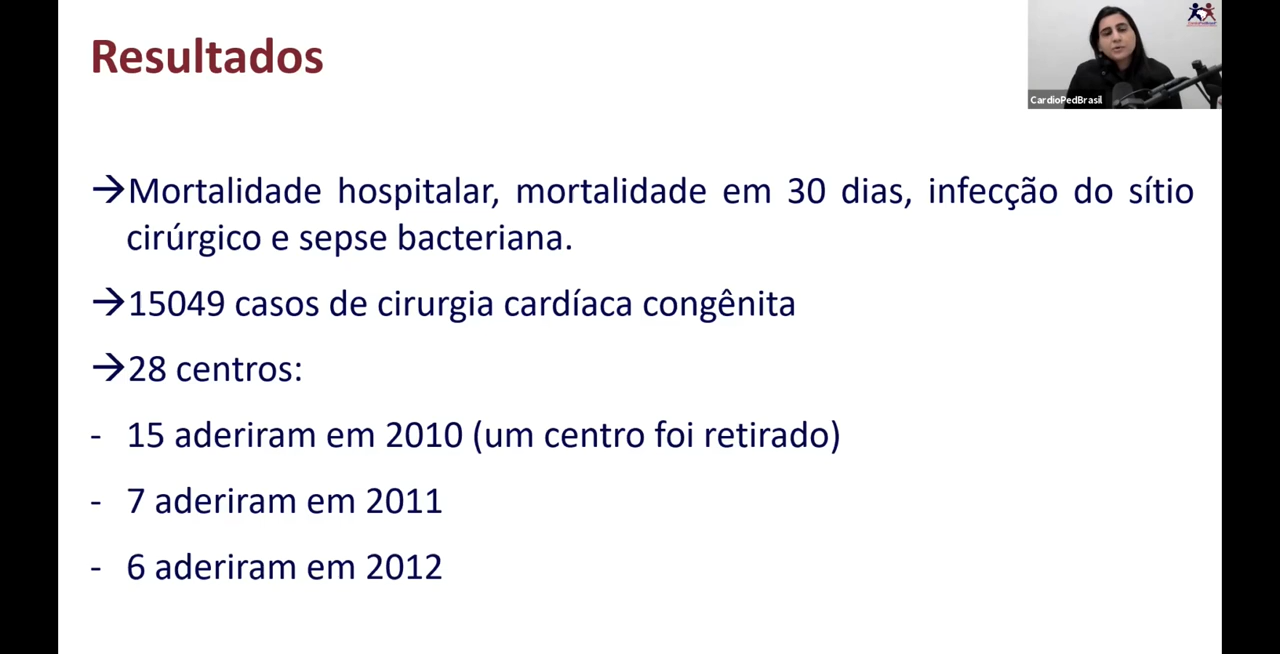 Resultados
CardioPedBrasil
→Mortalidade hospitalar, mortalidade em 30 dias, infecção do sítio
cirúrgico e sepse bacteriana.
→15049 casos de cirurgia cardíaca congênita
→28 centros:
- 15 aderiram em 2010 (um centro foi retirado)
- 7 aderiram em 2011
- 6 aderiram em 2012